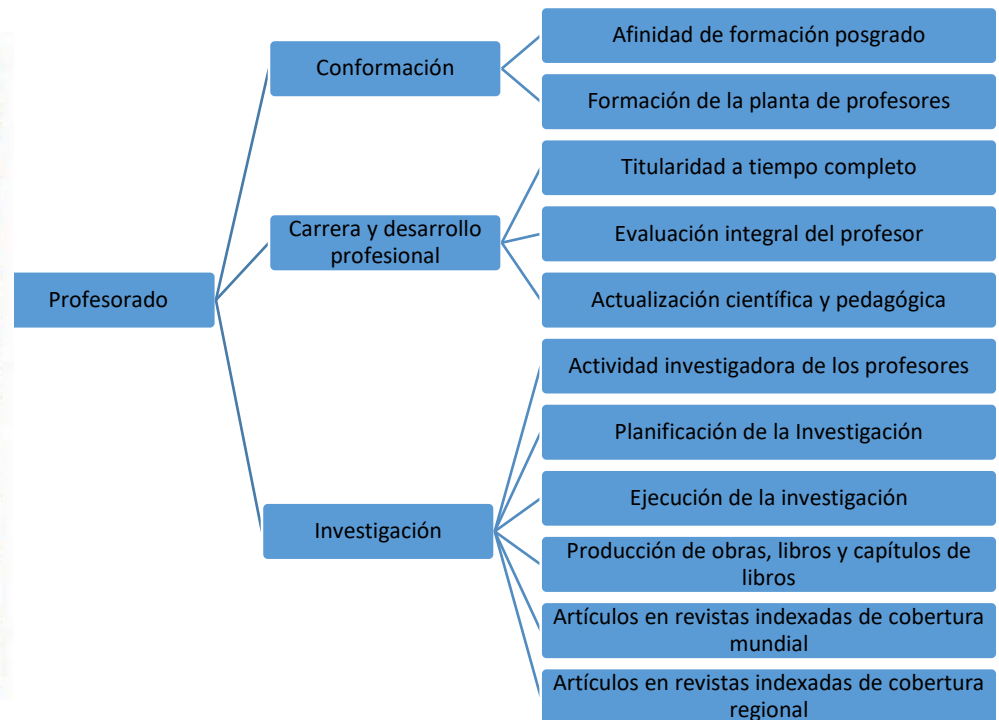 Profesorado
Conformación
Afinidad de formación posgrado
Formación de la planta de profesores
Carrera y desarrollo
profesional
Titularidad a tiempo completo
Evaluación integral del profesor
Actualización científica y pedagógica
Investigación
Actividad investigadora de los profesores
Planificación de la Investigación
Ejecución de la investigación
Producción de obras, libros y capítulos de
libros
Artículos en revistas indexadas de cobertura
mundial
Artículos en revistas indexadas de cobertura
regional